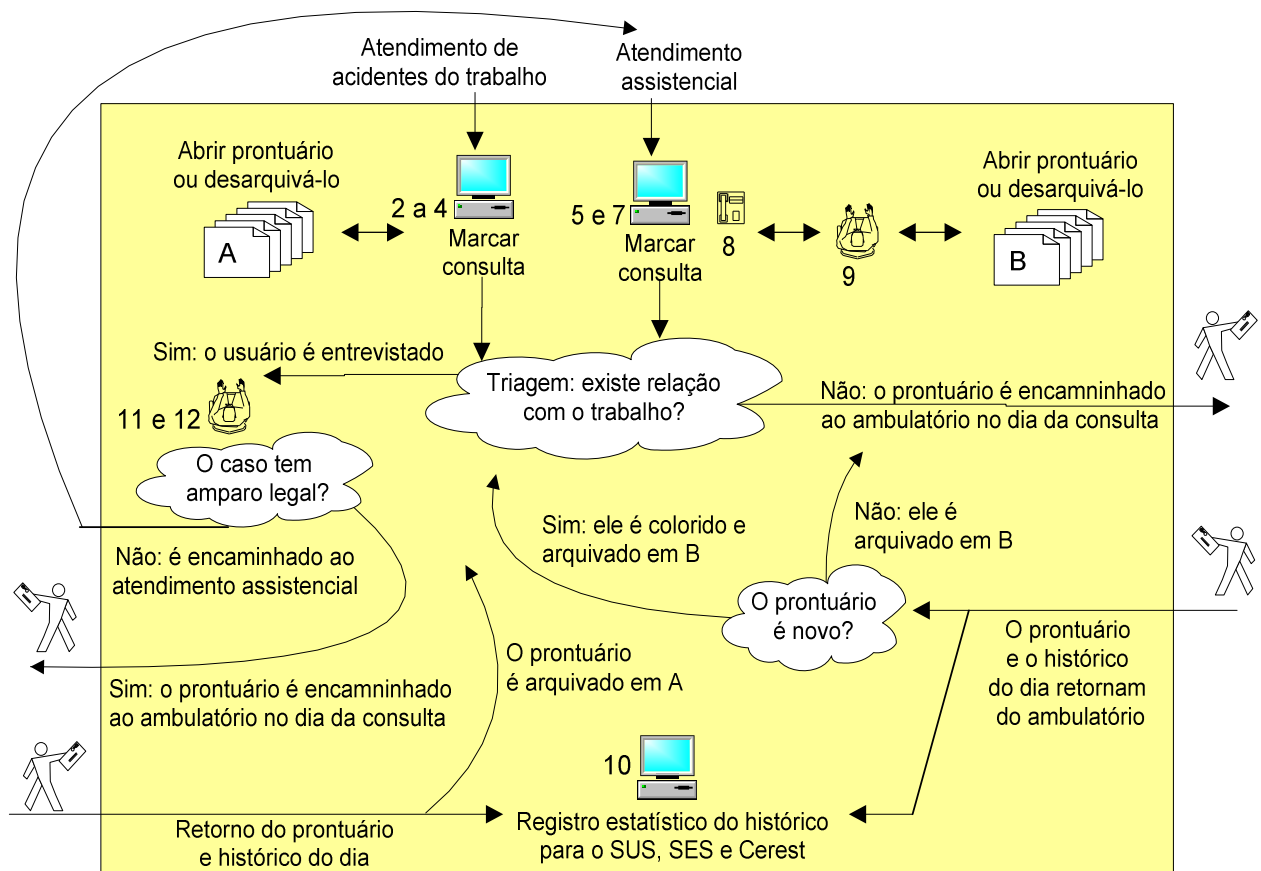 Atendimento de
acidentes do trabalho
Atendimento
assistencial
Abrir prontuário
ou desarquivá-lo
A
2 a 4
Marcar
consulta
5 e 7
Marcar
consulta
8
9
Abrir prontuário
ou desarquivá-lo
B
Sim: o usuário é entrevistado
Triagem: existe relação
com o trabalho?
Não: o prontuário é encamninhado
ao ambulatório no dia da consulta
11 e 12
O caso tem
amparo legal?
Não: é encaminhado ao
atendimento assistencial
Sim: ele é colorido e
arquivado em B
Não: ele é
arquivado em B
O prontuário
é novo?
O prontuário
e o histórico
do dia retornam
do ambulatório
O prontuário
é arquivado em A
Sim: o prontuário é encamninhado
ao ambulatório no dia da consulta
10
Registro estatístico do histórico
para o SUS, SES e Cerest
Retorno do prontuário
e histórico do dia